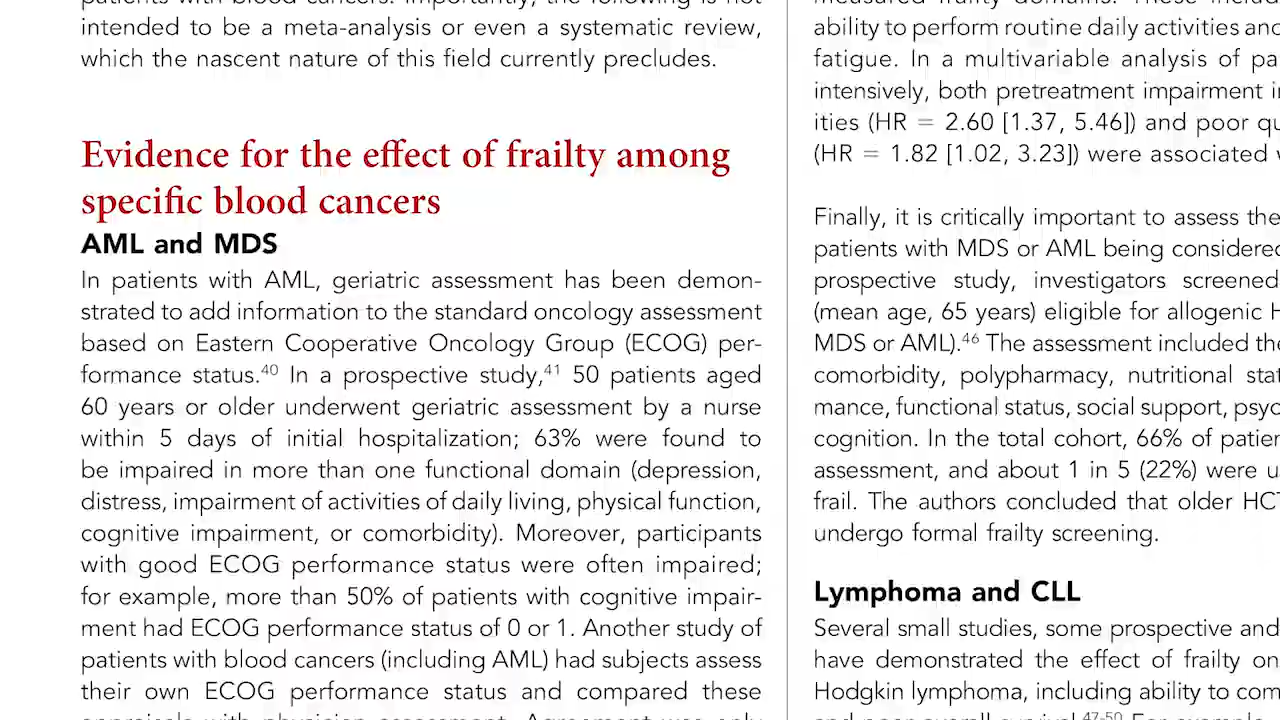 intended to be a meta-analysis or even a systematic review,
which the nascent nature of this field currently precludes.
Evidence for the effect of frailty among
specific blood cancers
AML and MDS
In patients with AML, geriatric assessment has been demon-
strated to add information to the standard oncology assessment
based on Eastern Cooperative Oncology Group (ECOG) per-
formance status.40 In a prospective study,41 50 patients aged
60 years or older underwent geriatric assessment by a nurse
within 5 days of initial hospitalization; 63% were found to
be impaired in more than one functional domain (depression,
distress, impairment of activities of daily living, physical function,
cognitive impairment, or comorbidity). Moreover, participants
with good ECOG performance status were often impaired;
for example, more than 50% of patients with cognitive impair-
ment had ECOG performance status of 0 or 1. Another study of
patients with blood cancers (including AML) had subjects assess
their own ECOG performance status and compared these
ability to perform routine daily activities and
fatigue. In a multivariable analysis of pa
intensively, both pretreatment impairment in
ities (HR = 2.60 [1.37, 5.46]) and poor qu
(HR = 1.82 [1.02, 3.23]) were associated
Finally, it is critically important to assess the
patients with MDS or AML being considered
prospective study, investigators screened
(mean age, 65 years) eligible for allogenic H
MDS or AML).46 The assessment included the
comorbidity, polypharmacy, nutritional stat
mance, functional status, social support, psyc
cognition. In the total cohort, 66% of patien
assessment, and about 1 in 5 (22%) were u
frail. The authors concluded that older HCT
undergo formal frailty screening.
Lymphoma and CLL
Several small studies, some prospective and
have demonstrated the effect of frailty on
Hodgkin lymphoma, including ability to com